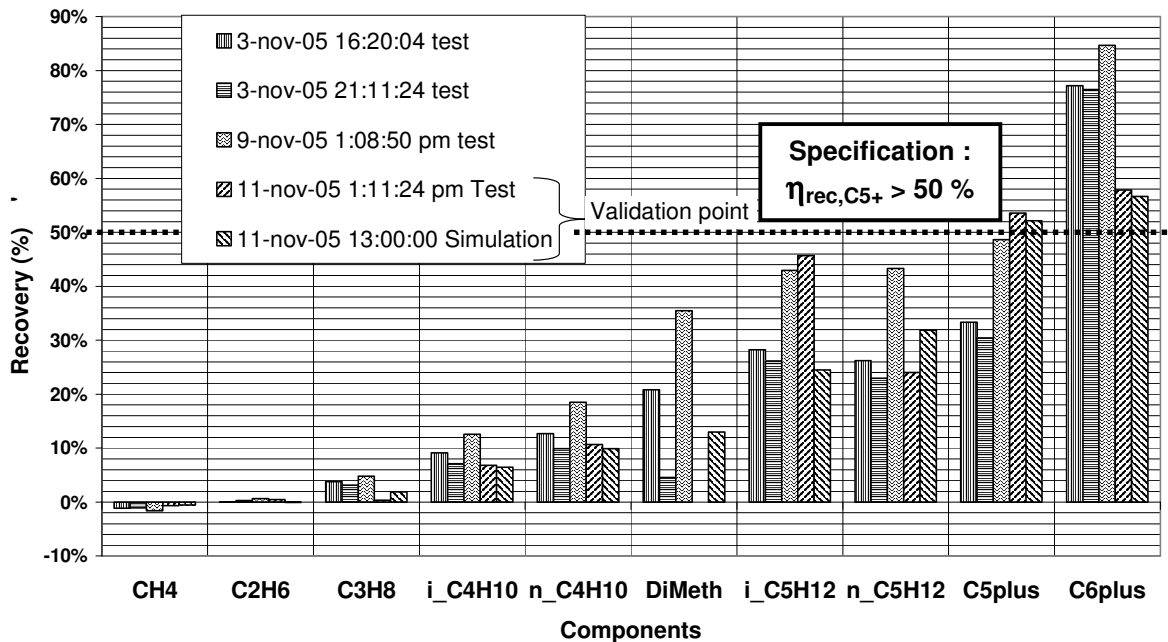 90%
80%
70%
60%
50%
40%
30%
20%
10%
0%
-10%
Recovery (%)
3-nov-05 16:20:04 test
3-nov-05 21:11:24 test
9-nov-05 1:08:50 pm test
11-nov-05 1:11:24 pm Test
11-nov-05 13:00:00 Simulation
Validation point
Specification :
ηrec,C5+ > 50 %
CH4 C2H6 C3H8 i_C4H10 n_C4H10 DiMeth i_C5H12 n_C5H12 C5plus C6plus
Components